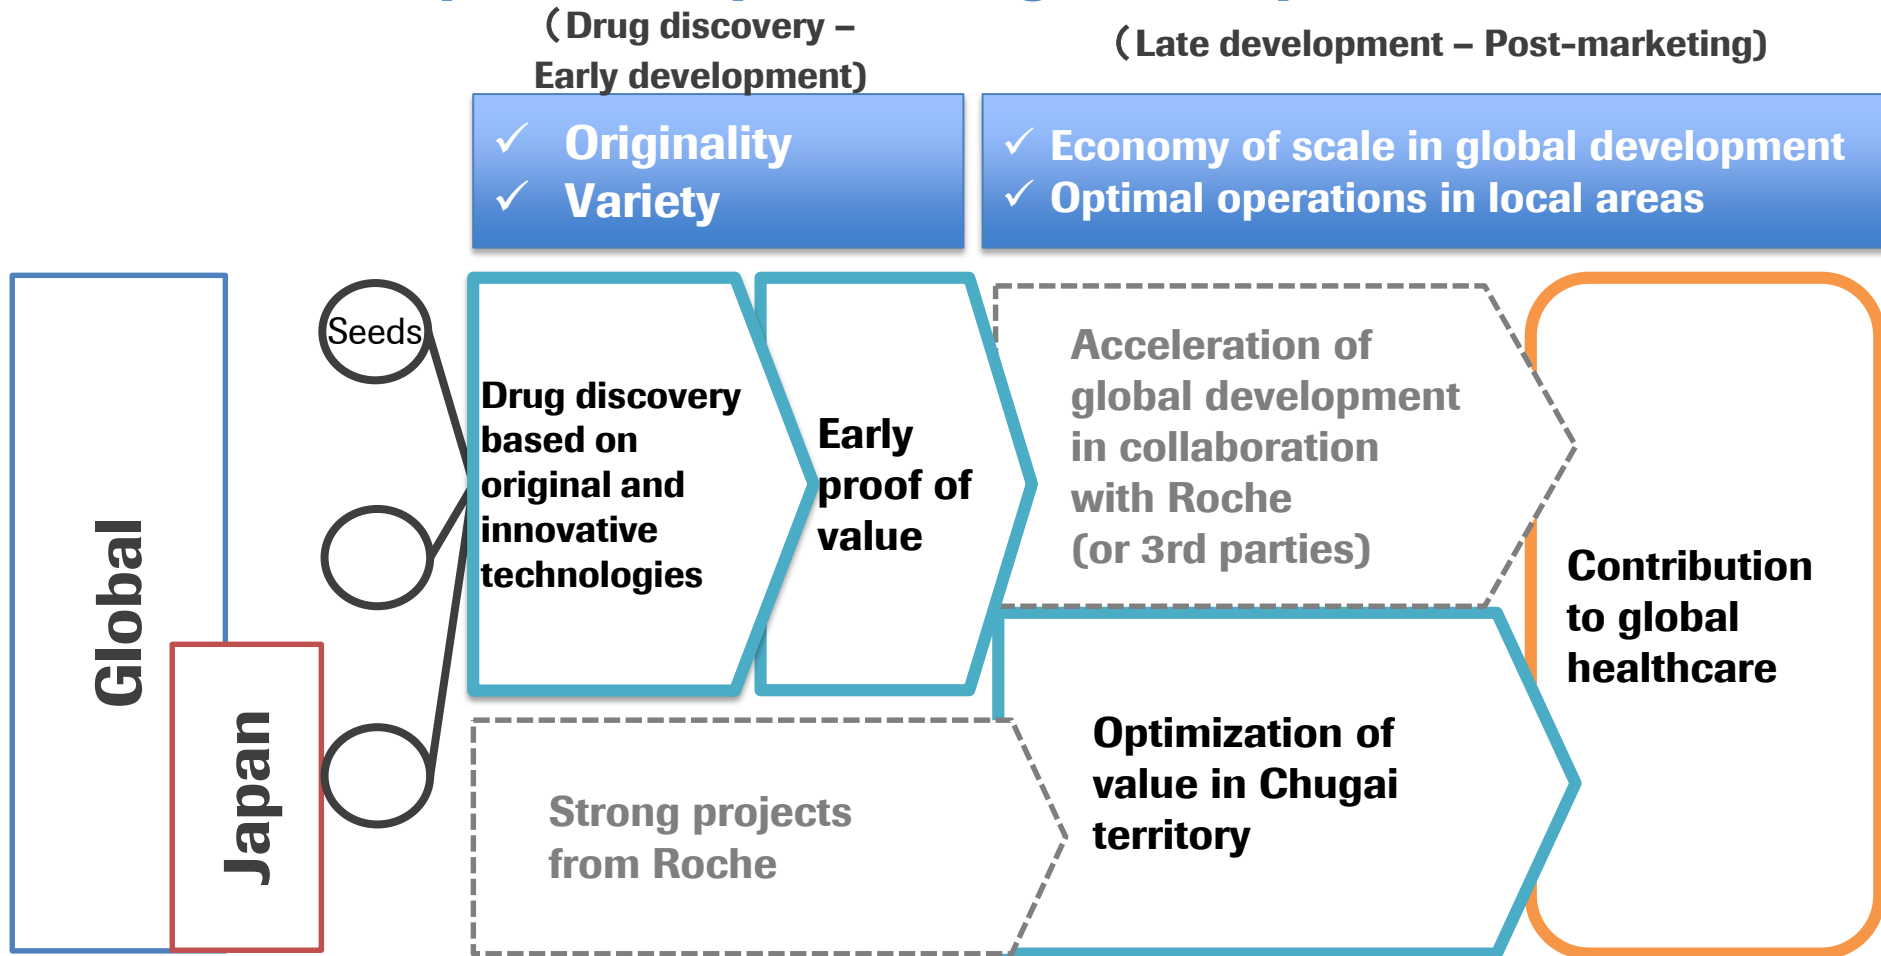 （Drug discovery –
Early development)
（Late development – Post-marketing)
✓ Originality
✓ Variety
✓ Economy of scale in global development
✓ Optimal operations in local areas
Global
Japan
Seeds
Drug discovery
based on
original and
innovative
technologies
Early
proof of
value
Acceleration of
global development
in collaboration
with Roche
(or 3rd parties)
Strong projects
from Roche
Optimization of
value in Chugai
territory
Contribution
to global
healthcare